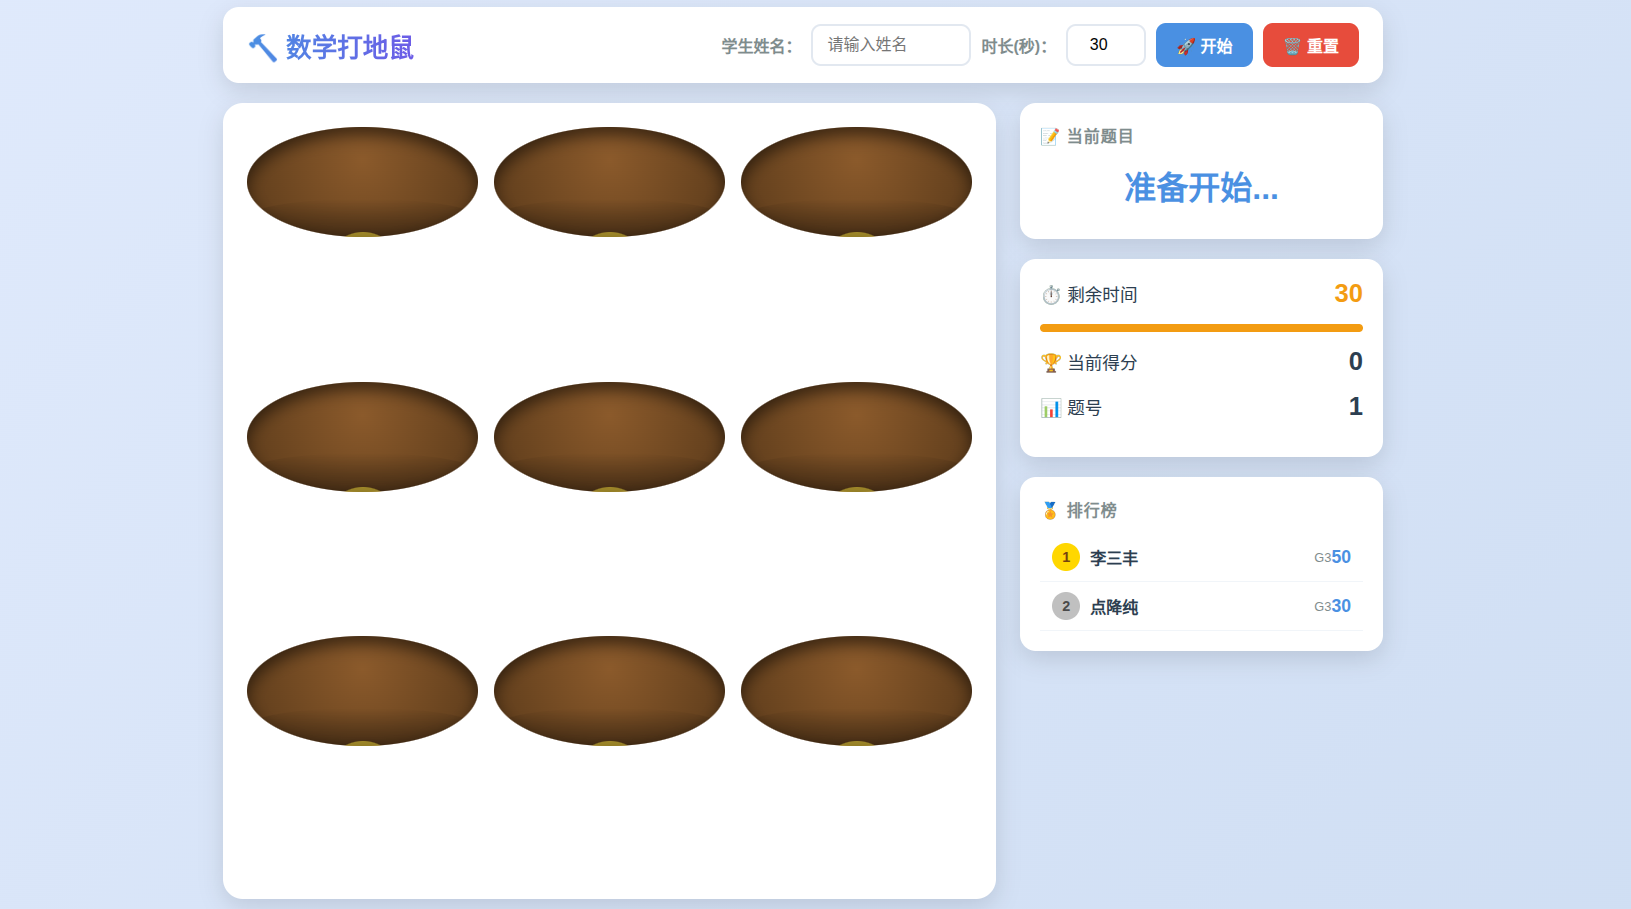 🔨 数学打地鼠
学生姓名：
请输入姓名
时长(秒)：
30
🚀 开始
🗑️ 重置
📝 当前题目
准备开始...
⏱️ 剩余时间 30
🏆 当前得分 0
📊 题号 1
🏅 排行榜
1 李三丰 G3 50
2 点降纯 G3 30